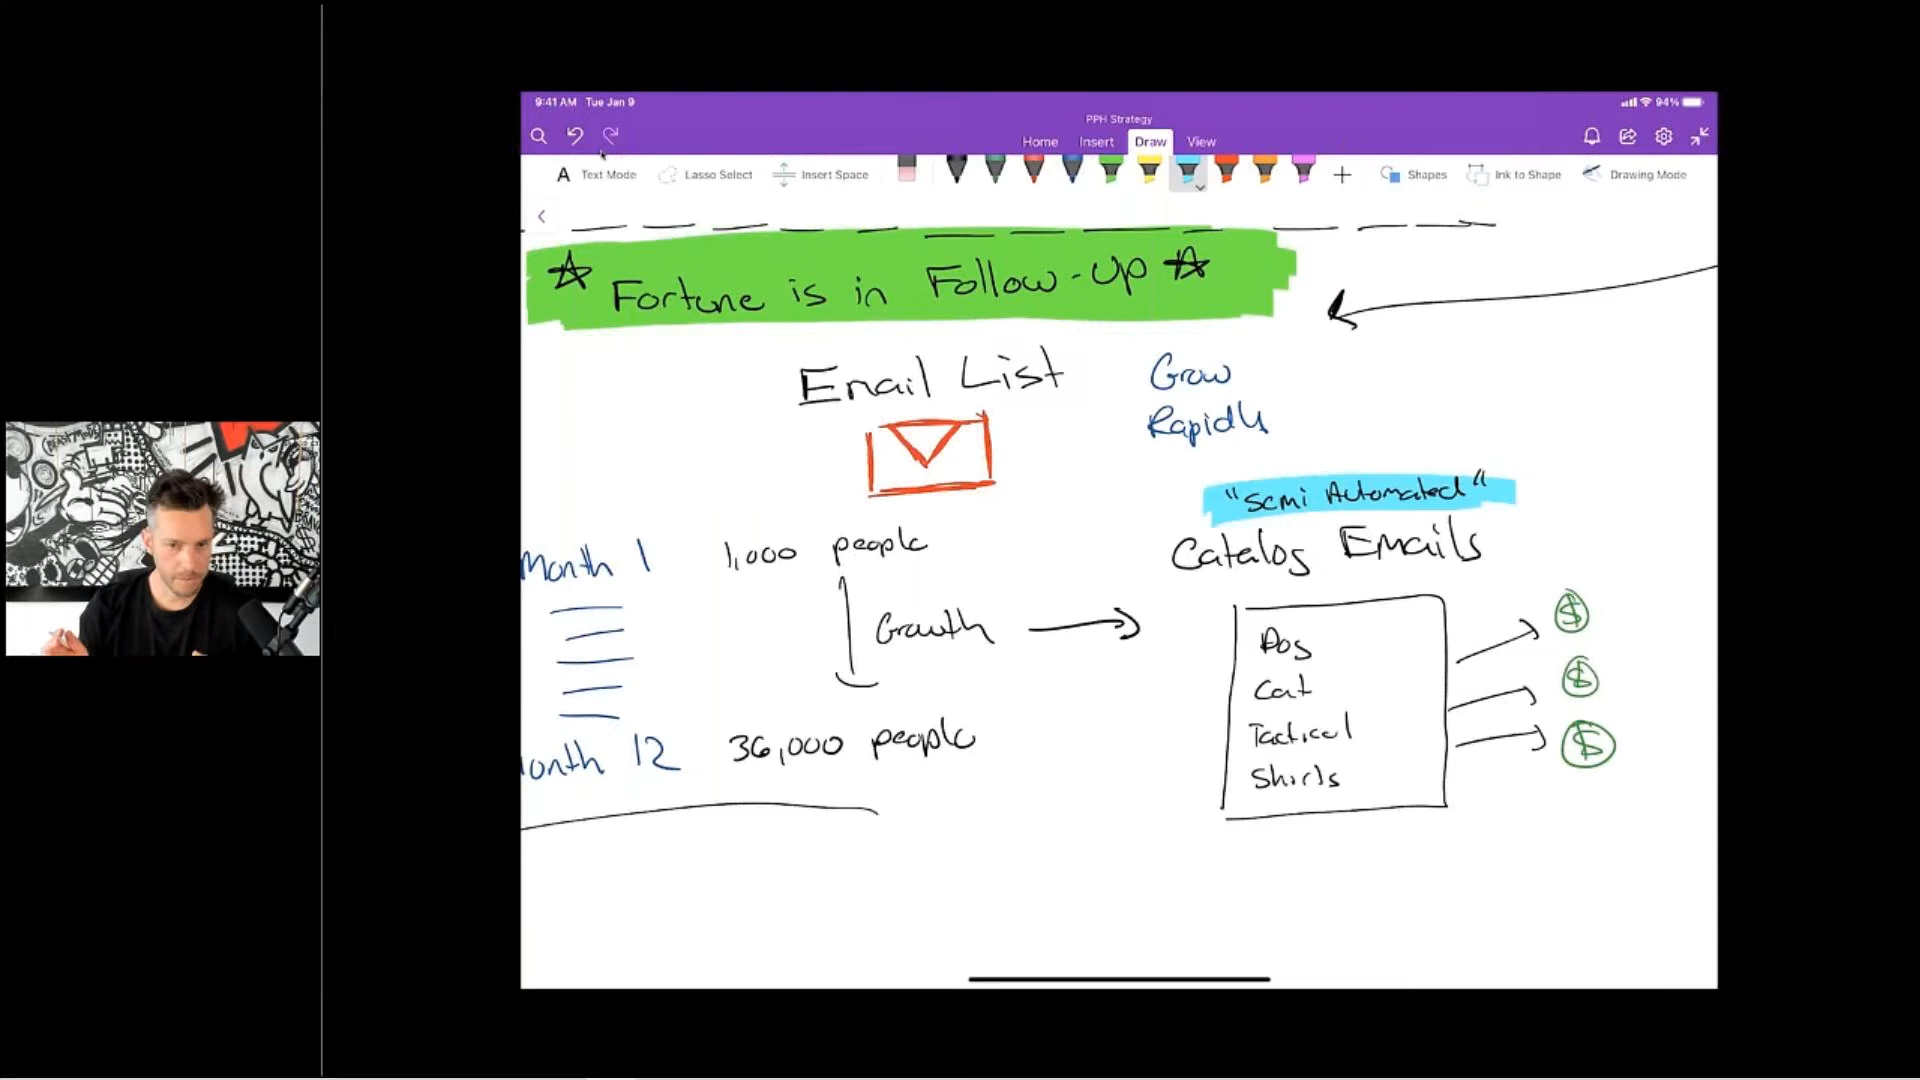 9:41 AM Tue Jan 9
94%
PPH Strategy
Home Insert Draw View
A Text Mode Lasso Select Insert Space + Shapes Ink to Shape Drawing Mode
Fortune is in Follow-up
Email List
Grow
Rapidly
"Semi Automated"
Catalog Emails
Month 1 1,000 people
Growth
onth 12 36,000 people
Dog
Cat
Tactical
Shirts
$
$
$